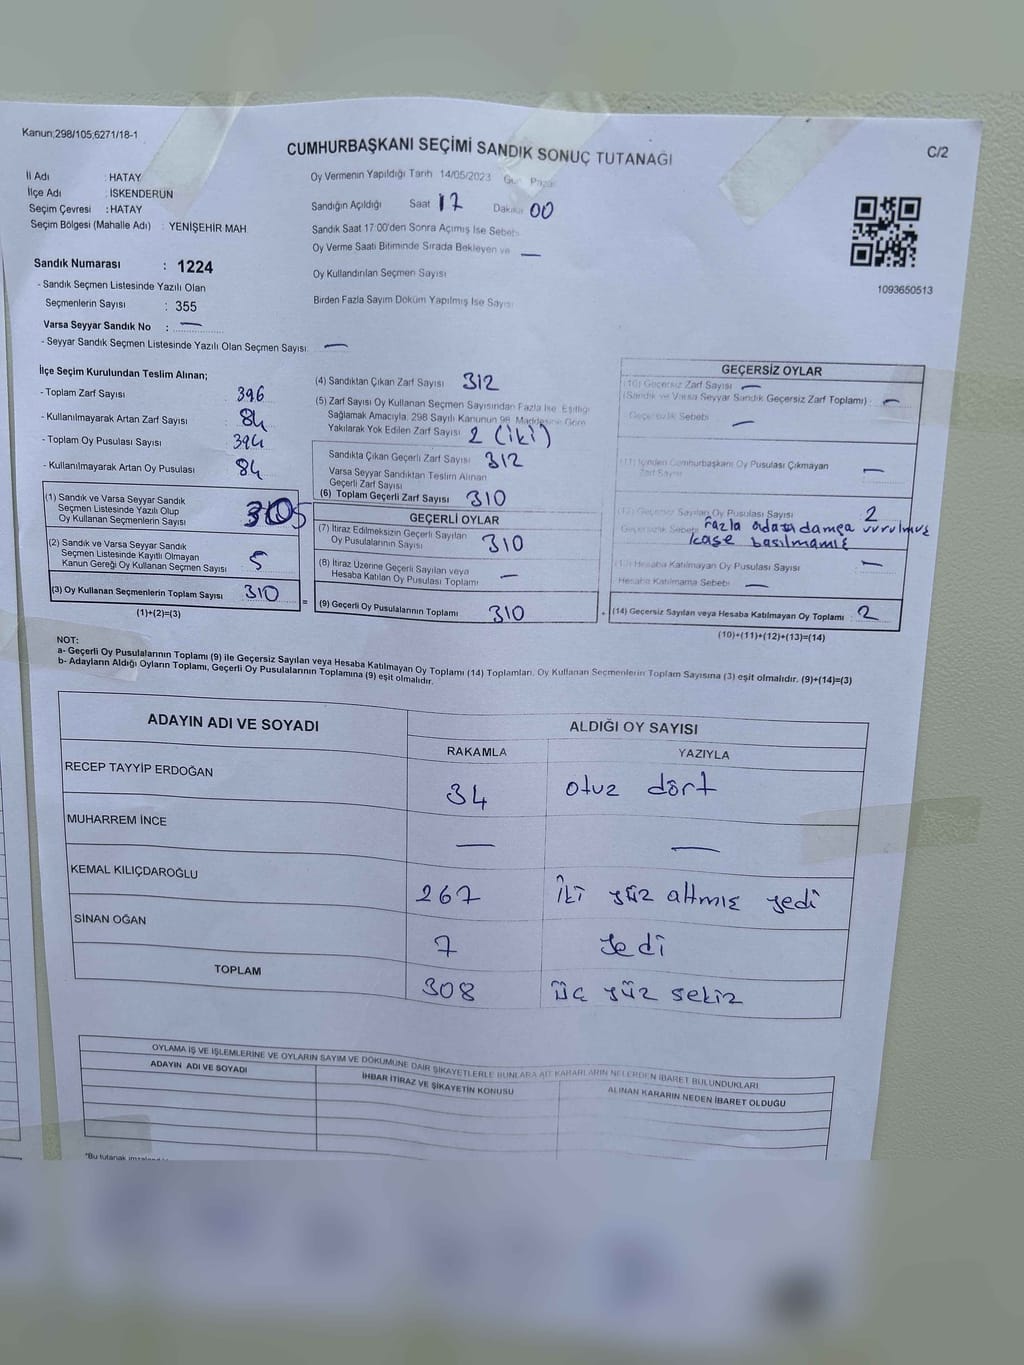 Kanun;298/105,6271/18-1
CUMHURBAŞKANI SEÇİMİ SANDIK SONUÇ TUTANAĞI
C/2
İl Adı : HATAY
İlçe Adı : İSKENDERUN
Seçim Çevresi : HATAY
Seçim Bölgesi (Mahalle Adı) : YENİŞEHİR MAH.
Oy Vermenin Yapıldığı Tarih 14/05/2023 Gün Pazar
Sandığın Açıldığı Saat 17 Dakika 00
Sandık Saat 17:00'den Sonra Açımış İse Sebebi
Oy Verme Saati Bitiminde Sırada Bekleyen ve —
Oy Kullandırılan Seçmen Sayısı
Birden Fazla Sayım Döküm Yapılmış İse Sayısı
1093650513
Sandık Numarası : 1224
- Sandık Seçmen Listesinde Yazılı Olan
Seçmenlerin Sayısı : 355
Varsa Seyyar Sandık No : —
- Seyyar Sandık Seçmen Listesinde Yazılı Olan Seçmen Sayısı —
İlçe Seçim Kurulundan Teslim Alınan;
- Toplam Zarf Sayısı 396
- Kullanılmayarak Artan Zarf Sayısı 84
- Toplam Oy Pusulası Sayısı 394
- Kullanılmayarak Artan Oy Pusulası 84
(1) Sandık ve Varsa Seyyar Sandık
Seçmen Listesinde Yazılı Olup
Oy Kullanan Seçmenlerin Sayısı
(2) Sandık ve Varsa Seyyar Sandık
Seçmen Listesinde Kayıtlı Olmayan
Kanun Gereği Oy Kullanan Seçmen Sayısı 5
(3) Oy Kullanan Seçmenlerin Toplam Sayısı 310
(1)+(2)=(3)
(4) Sandıktan Çıkan Zarf Sayısı 312
(5) Zarf Sayısı Oy Kullanan Seçmen Sayısından Fazla İse, Eşitliği
Sağlamak Amacıyla, 298 Sayılı Kanunun 98. Maddesine Göre
Yakılarak Yok Edilen Zarf Sayısı 2 (iki)
Sandıkta Çıkan Geçerli Zarf Sayısı 312
Varsa Seyyar Sandıktan Teslim Alınan
Geçerli Zarf Sayısı
(6) Toplam Geçerli Zarf Sayısı 310
GEÇERLİ OYLAR
(7) İtiraz Edilmeksizin Geçerli Sayılan
Oy Pusulalarının Sayısı 310
(8) İtiraz Üzerine Geçerli Sayılan veya
Hesaba Katılan Oy Pusulası Toplamı —
(9) Geçerli Oy Pusulalarının Toplamı 310
GEÇERSİZ OYLAR
(10) Geçersiz Zarf Sayısı —
(Sandık ve Varsa Seyyar Sandık Geçersiz Zarf Toplamı) : —
Geçersizlik Sebebi —
(11) İçinden Cumhurbaşkanı Oy Pusulası Çıkmayan
Zarf Sayısı —
(12) Geçersiz Sayılan Oy Pusulası Sayısı 2
Geçersizlik Sebebi fazla adaya damga vurulmuş
kaşe basılmamış
(13) Hesaba Katılmayan Oy Pusulası Sayısı —
Hesaba Katılmama Sebebi —
(14) Geçersiz Sayılan veya Hesaba Katılmayan Oy Toplamı 2
(10)+(11)+(12)+(13)=(14)
NOT:
a- Geçerli Oy Pusulalarının Toplamı (9) ile Geçersiz Sayılan veya Hesaba Katılmayan Oy Toplamı (14) Toplamları, Oy Kullanan Seçmenlerin Toplam Sayısına (3) eşit olmalıdır. (9)+(14)=(3)
b- Adayların Aldığı Oyların Toplamı, Geçerli Oy Pusulalarının Toplamına (9) eşit olmalıdır.
ADAYIN ADI VE SOYADI
ALDIĞI OY SAYISI
RAKAMLA YAZIYLA
RECEP TAYYİP ERDOĞAN 34 otuz dört
MUHARREM İNCE — —
KEMAL KILIÇDAROĞLU 267 İki yüz altmış yedi
SİNAN OĞAN 7 Yedi
TOPLAM 308 üç yüz sekiz
OYLAMA İŞ VE İŞLEMLERİNE VE OYLARIN SAYIM VE DÖKÜMÜNE DAİR ŞİKAYETLERLE BUNLARA AİT KARARLARIN NELERDEN İBARET BULUNDUKLARI
ADAYIN ADI VE SOYADI İHBAR İTİRAZ VE ŞİKAYETİN KONUSU ALINAN KARARIN NEDEN İBARET OLDUĞU
*Bu tutanak